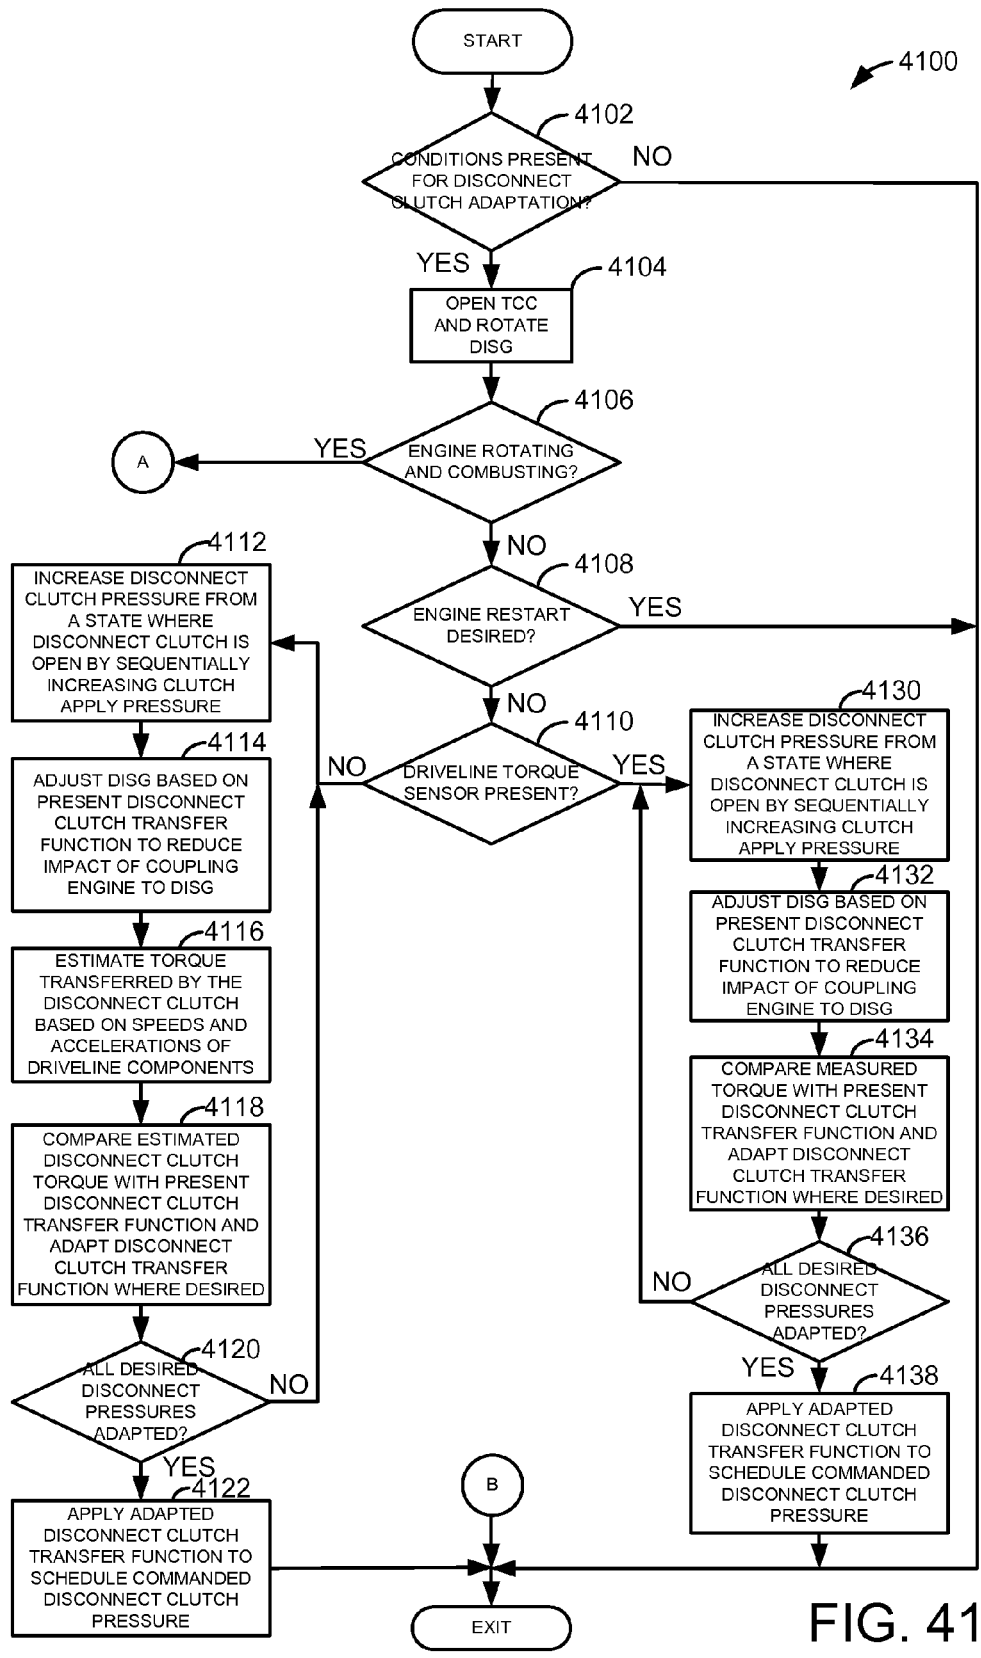 START
4100
4102
CONDITIONS PRESENT
FOR DISCONNECT
CLUTCH ADAPTATION?
NO
YES
4104
OPEN TCC
AND ROTATE
DISG
4106
ENGINE ROTATING
AND COMBUSTING?
YES
A
NO
4108
ENGINE RESTART
DESIRED?
YES
NO
4110
DRIVELINE TORQUE
SENSOR PRESENT?
NO
YES
4112
INCREASE DISCONNECT
CLUTCH PRESSURE FROM
A STATE WHERE
DISCONNECT CLUTCH IS
OPEN BY SEQUENTIALLY
INCREASING CLUTCH
APPLY PRESSURE
4114
ADJUST DISG BASED ON
PRESENT DISCONNECT
CLUTCH TRANSFER
FUNCTION TO REDUCE
IMPACT OF COUPLING
ENGINE TO DISG
4116
ESTIMATE TORQUE
TRANSFERRED BY THE
DISCONNECT CLUTCH
BASED ON SPEEDS AND
ACCELERATIONS OF
DRIVELINE COMPONENTS
4118
COMPARE ESTIMATED
DISCONNECT CLUTCH
TORQUE WITH PRESENT
DISCONNECT CLUTCH
TRANSFER FUNCTION AND
ADAPT DISCONNECT
CLUTCH TRANSFER
FUNCTION WHERE DESIRED
4120
ALL DESIRED
DISCONNECT
PRESSURES
ADAPTED?
NO
YES
4122
APPLY ADAPTED
DISCONNECT CLUTCH
TRANSFER FUNCTION TO
SCHEDULE COMMANDED
DISCONNECT CLUTCH
PRESSURE
4130
INCREASE DISCONNECT
CLUTCH PRESSURE FROM
A STATE WHERE
DISCONNECT CLUTCH IS
OPEN BY SEQUENTIALLY
INCREASING CLUTCH
APPLY PRESSURE
4132
ADJUST DISG BASED ON
PRESENT DISCONNECT
CLUTCH TRANSFER
FUNCTION TO REDUCE
IMPACT OF COUPLING
ENGINE TO DISG
4134
COMPARE MEASURED
TORQUE WITH PRESENT
DISCONNECT CLUTCH
TRANSFER FUNCTION AND
ADAPT DISCONNECT
CLUTCH TRANSFER
FUNCTION WHERE DESIRED
4136
ALL DESIRED
DISCONNECT
PRESSURES
ADAPTED?
NO
YES
4138
APPLY ADAPTED
DISCONNECT CLUTCH
TRANSFER FUNCTION TO
SCHEDULE COMMANDED
DISCONNECT CLUTCH
PRESSURE
B
EXIT
FIG. 41